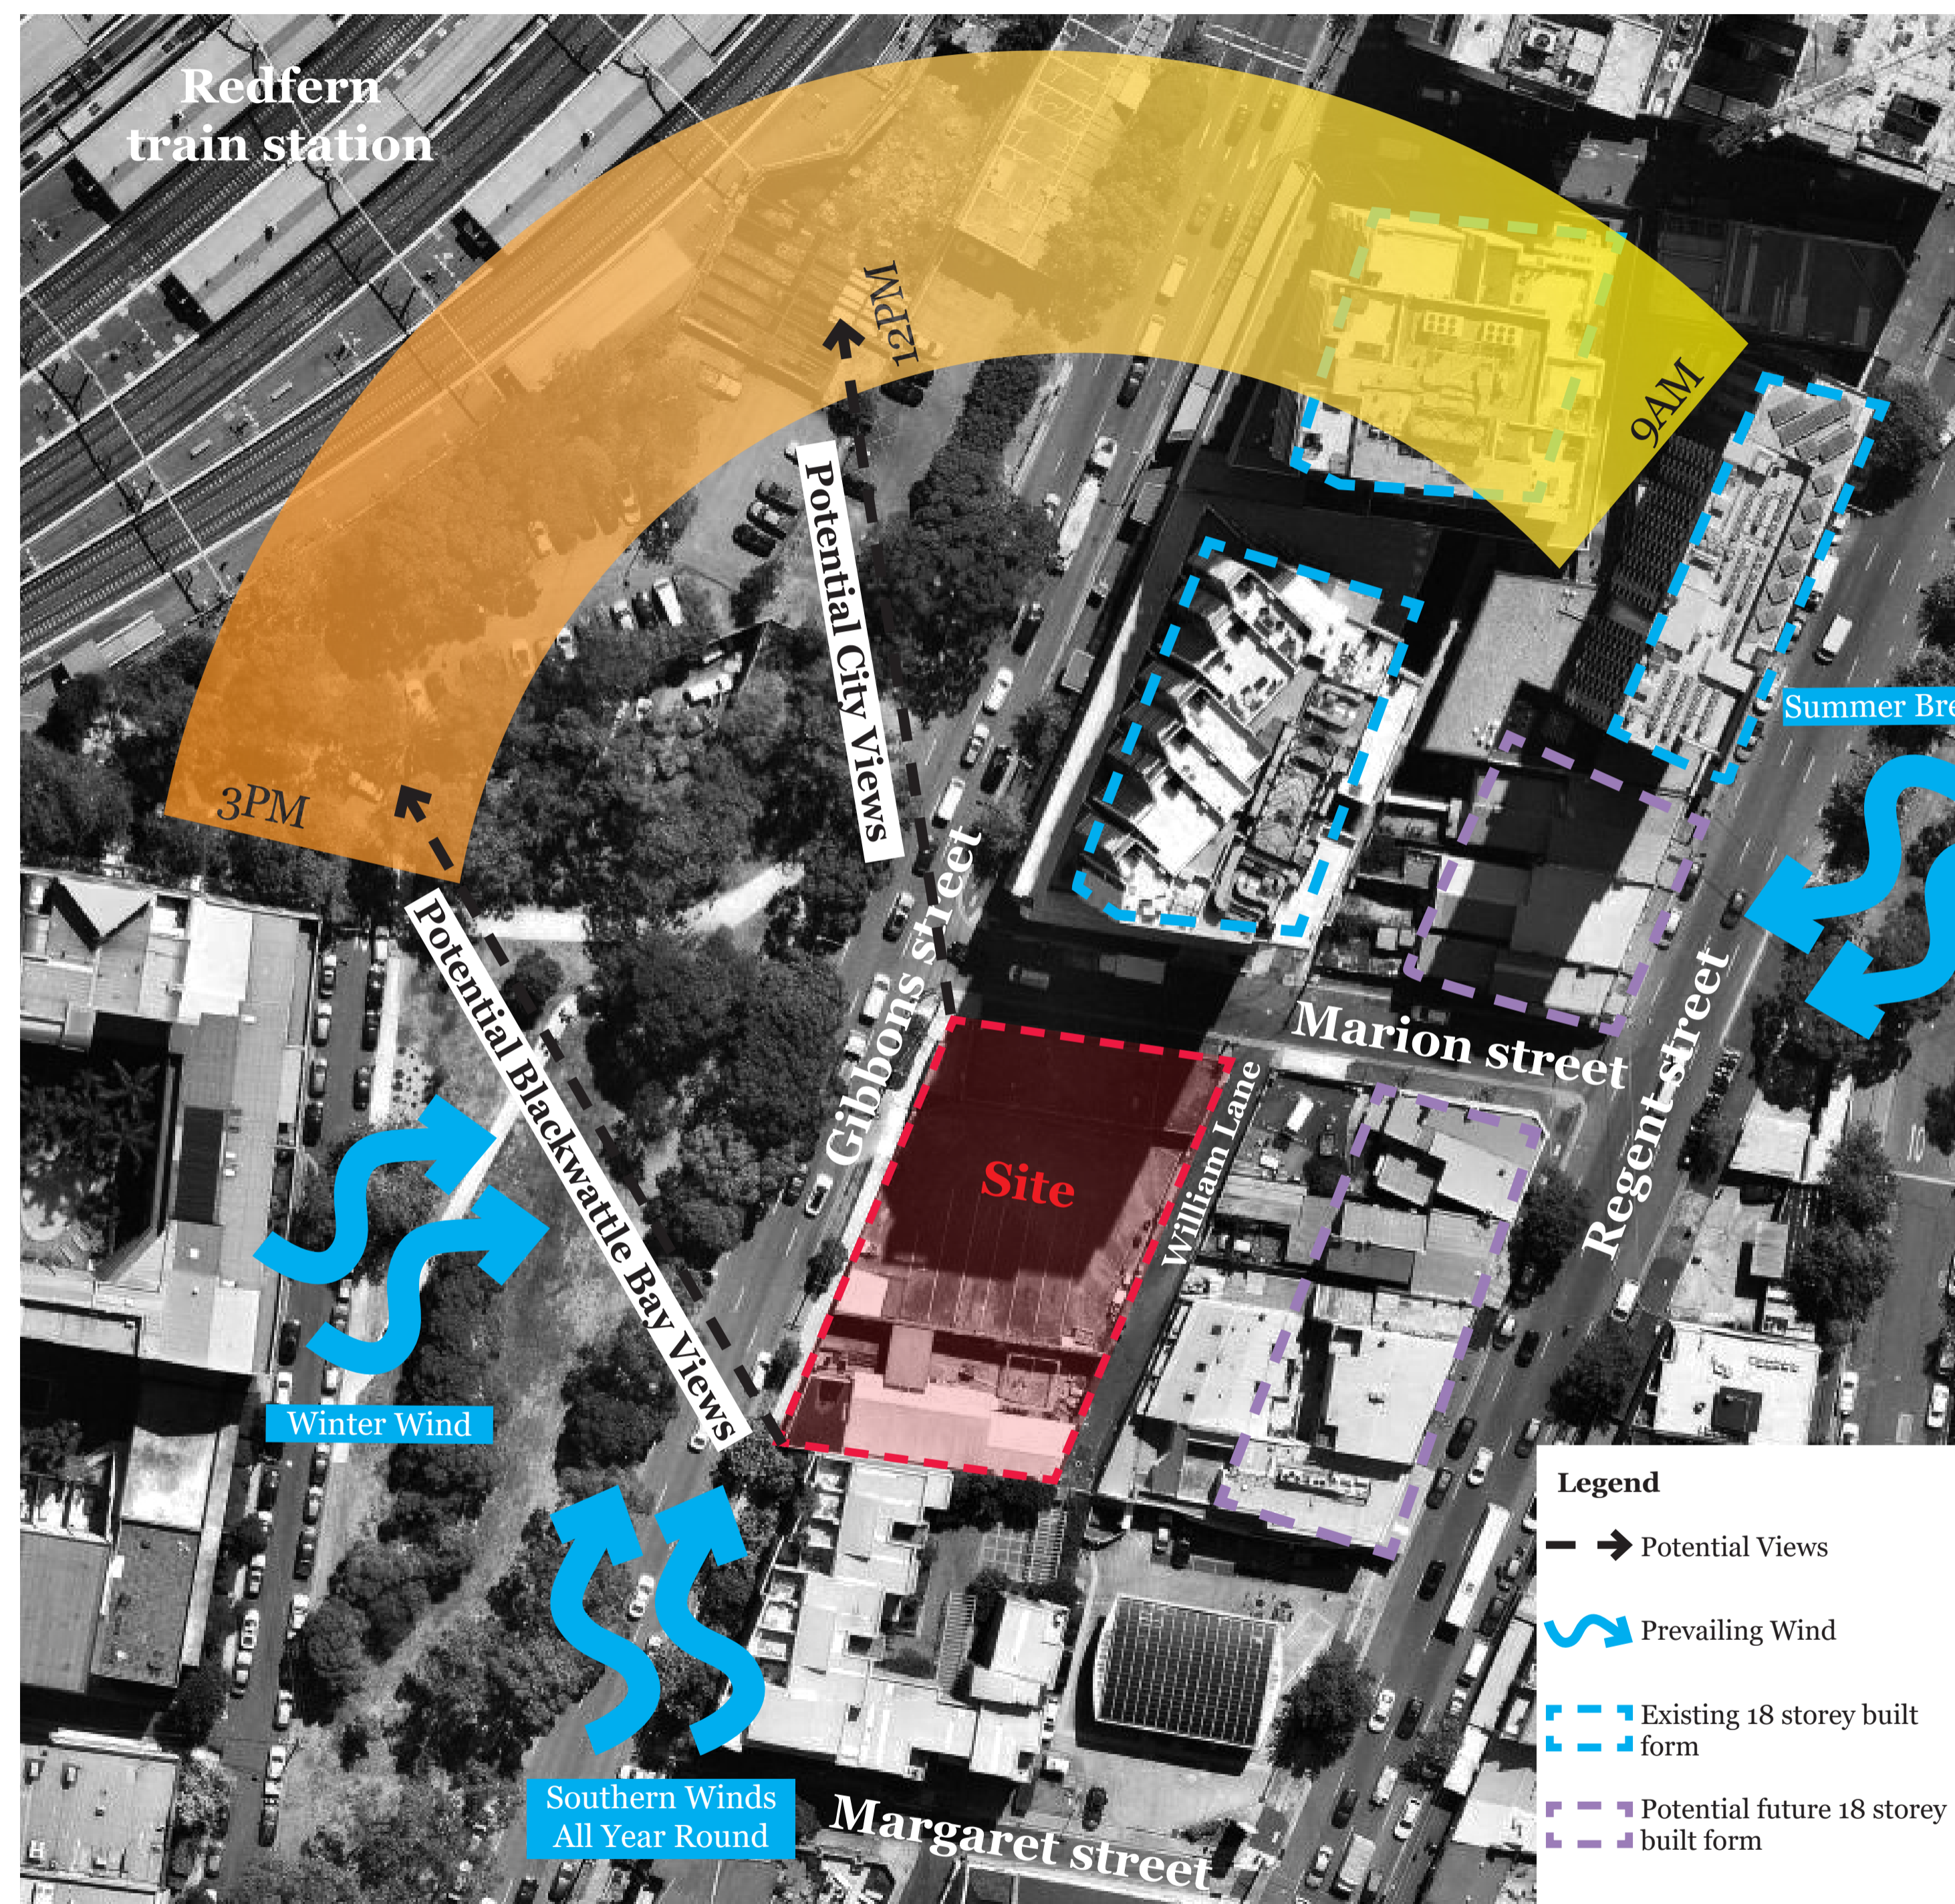 Redfern
train station
12PM
9AM
3PM
Potential City Views
Summer Bre
Potential Blackwattle Bay Views
Gibbons street
Marion street
Regent street
William Lane
Site
Winter Wind
Southern Winds
All Year Round
Margaret street
Legend
Potential Views
Prevailing Wind
Existing 18 storey built
form
Potential future 18 storey
built form